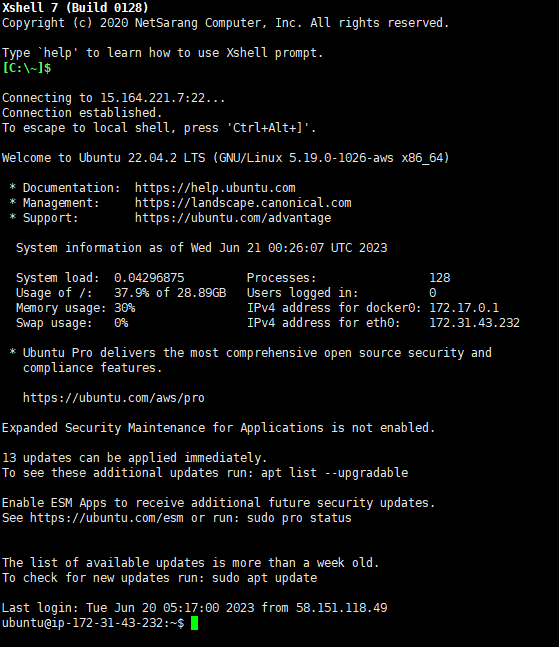 Xshell 7 (Build 0128)
Copyright (c) 2020 NetSarang Computer, Inc. All rights reserved.
Type `help' to learn how to use Xshell prompt.
[C:\~]$
Connecting to 15.164.221.7:22...
Connection established.
To escape to local shell, press 'Ctrl+Alt+]'.
Welcome to Ubuntu 22.04.2 LTS (GNU/Linux 5.19.0-1026-aws x86_64)
* Documentation:  https://help.ubuntu.com
* Management:     https://landscape.canonical.com
* Support:        https://ubuntu.com/advantage
System information as of Wed Jun 21 00:26:07 UTC 2023
System load:  0.04296875         Processes:                128
Usage of /:   37.9% of 28.89GB   Users logged in:          0
Memory usage: 30%                IPv4 address for docker0: 172.17.0.1
Swap usage:   0%                 IPv4 address for eth0:    172.31.43.232
* Ubuntu Pro delivers the most comprehensive open source security and
compliance features.
https://ubuntu.com/aws/pro
Expanded Security Maintenance for Applications is not enabled.
13 updates can be applied immediately.
To see these additional updates run: apt list --upgradable
Enable ESM Apps to receive additional future security updates.
See https://ubuntu.com/esm or run: sudo pro status
The list of available updates is more than a week old.
To check for new updates run: sudo apt update
Last login: Tue Jun 20 05:17:00 2023 from 58.151.118.49
ubuntu@ip-172-31-43-232:~$